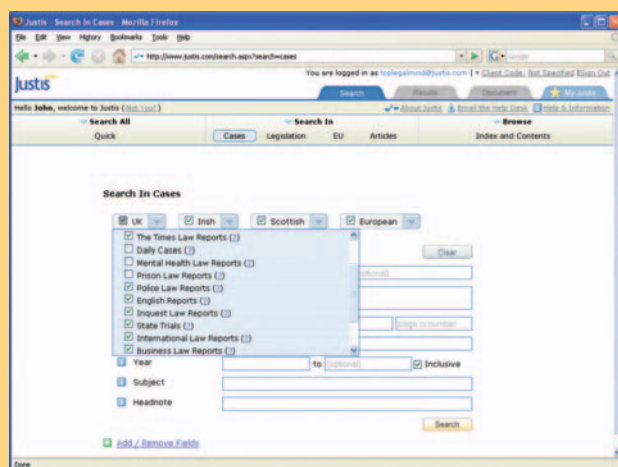 Justis - Search In Cases - Mozilla Firefox
File Edit View History Bookmarks Tools Help
http://www.justis.com/search.aspx?search=cases Google
You are logged in as toplegalmind@justis.com | Client Code: Not Specified | Sign Out
Justis
Search Results Document My Justis
Hello John, welcome to Justis (Not You?) About Justis Email the Help Desk Help & Information
Search All Search In Browse
Quick Cases Legislation EU Articles Index and Contents
Search In Cases
UK Irish Scottish European
The Times Law Reports (?)
Daily Cases (?)
Clear
Mental Health Law Reports (?)
Prison Law Reports (?)
Police Law Reports (?)
English Reports (?)
Inquest Law Reports (?)
State Trials (?) page or number
International Law Reports (?)
Business Law Reports (?)
Year to (optional) Inclusive
Subject
Headnote
Search
Add / Remove Fields
Done